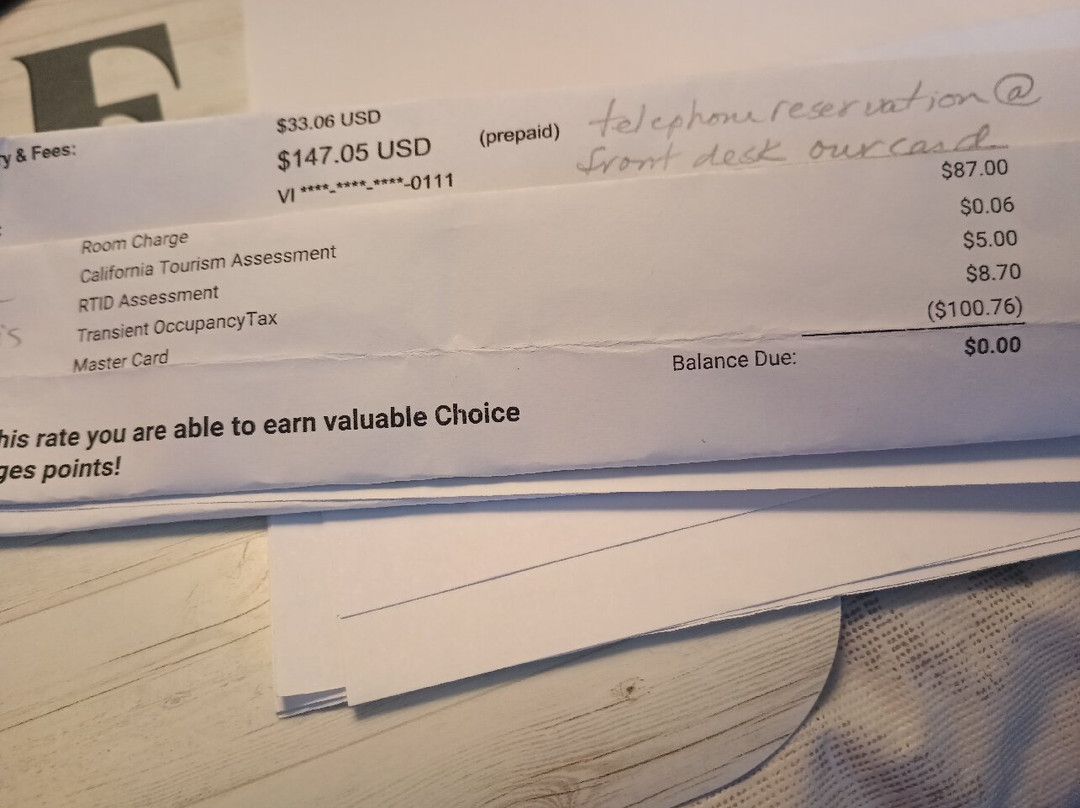 $33.06 USD
y & Fees:
$147.05 USD (prepaid)
VI ****-****-****-0111
telephone reservation @
front desk our card
:
Room Charge $87.00
California Tourism Assessment $0.06
RTID Assessment $5.00
Transient OccupancyTax $8.70
Master Card ($100.76)
Balance Due: $0.00
his rate you are able to earn valuable Choice
ges points!